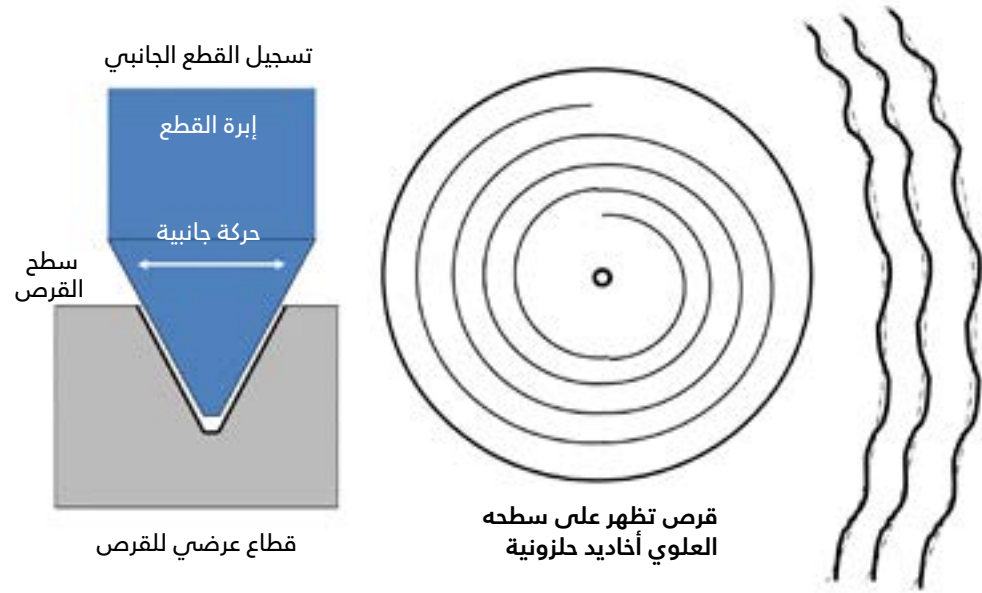 تسجيل القطع الجانبي
إبرة القطع
حركة جانبية
سطح
القرص
قطاع عرضي للقرص
قرص تظهر على سطحه
العلوي أخاديد حلزونية